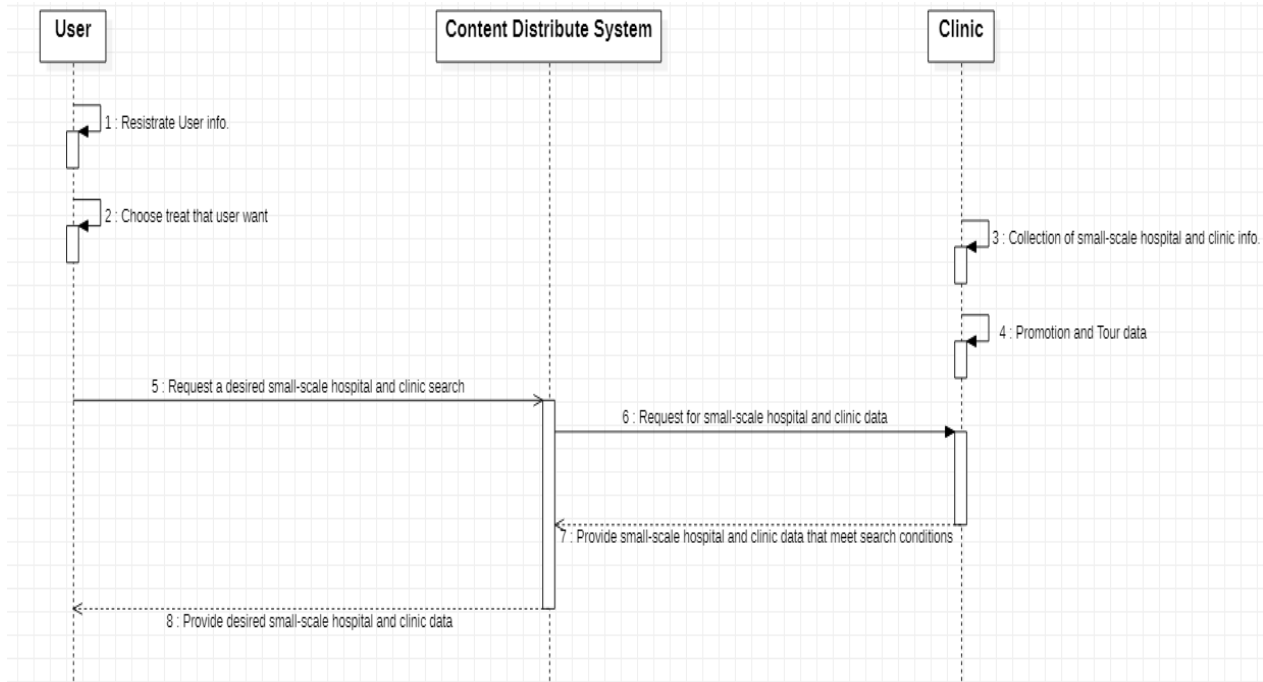 User
Content Distribute System
Clinic
1 : Resistrate User info.
2 : Choose treat that user want
3 : Collection of small-scale hospital and clinic info.
4 : Promotion and Tour data
5 : Request a desired small-scale hospital and clinic search
6 : Request for small-scale hospital and clinic data
7 : Provide small-scale hospital and clinic data that meet search conditions
8 : Provide desired small-scale hospital and clinic data